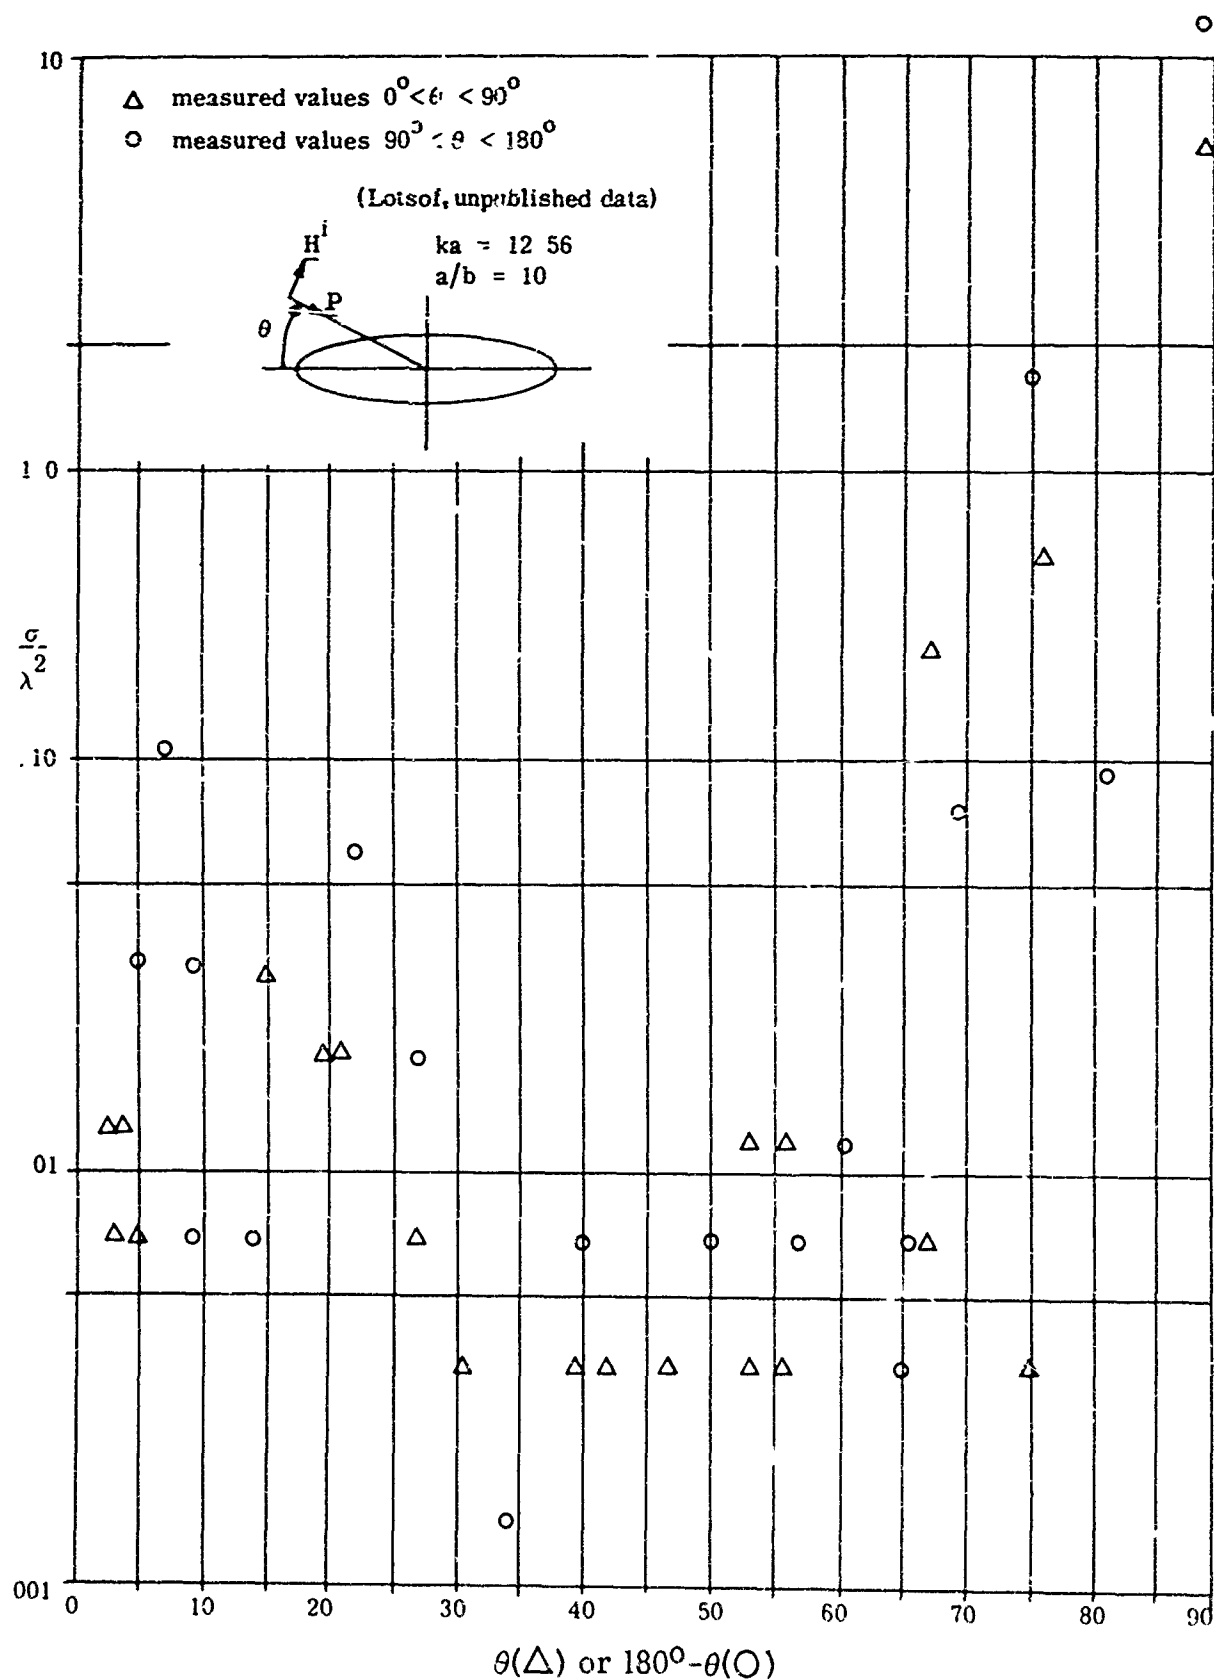 10
△ measured values 0°<θ <90°
○ measured values 90° < θ < 180°
(Lotsof, unpublished data)
H^i
ka = 12 56
a/b = 10
P
θ
1 0
σ/λ²
.10
01
001
0 10 20 30 40 50 60 70 80 90
θ(△) or 180°-θ(○)